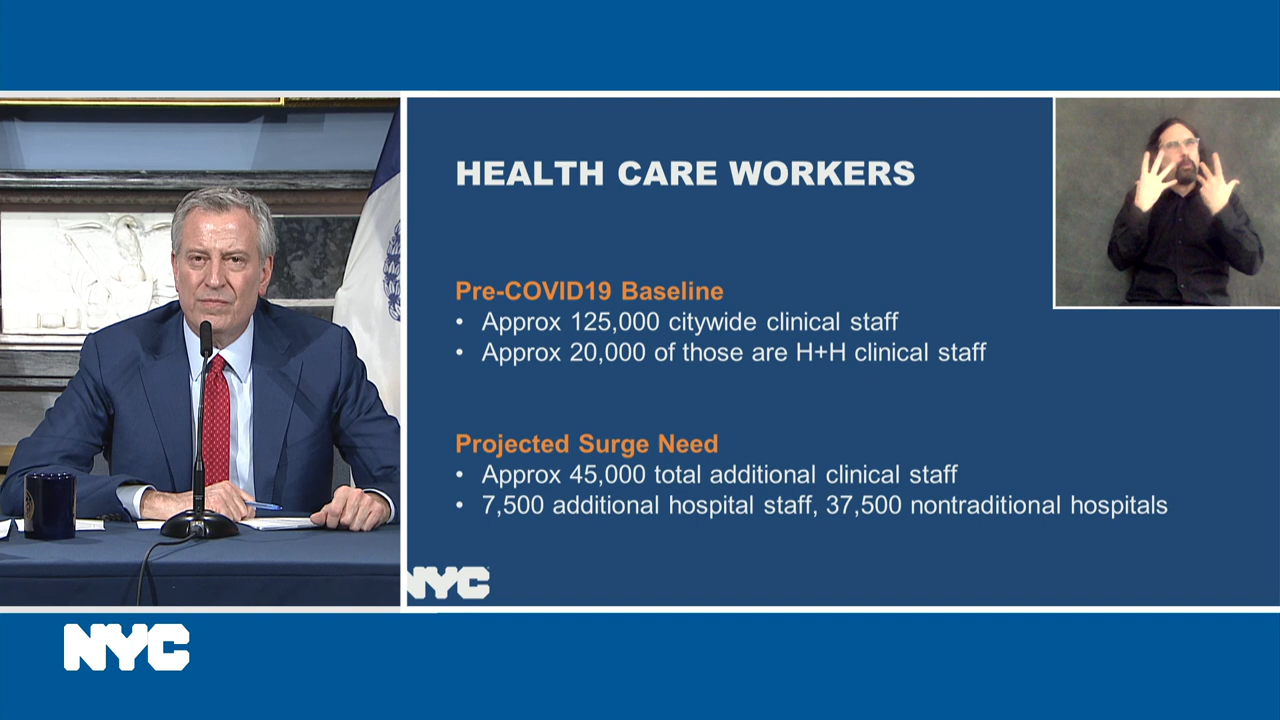 HEALTH CARE WORKERS
Pre-COVID19 Baseline
• Approx 125,000 citywide clinical staff
• Approx 20,000 of those are H+H clinical staff
Projected Surge Need
• Approx 45,000 total additional clinical staff
• 7,500 additional hospital staff, 37,500 nontraditional hospitals
NYC
NYC